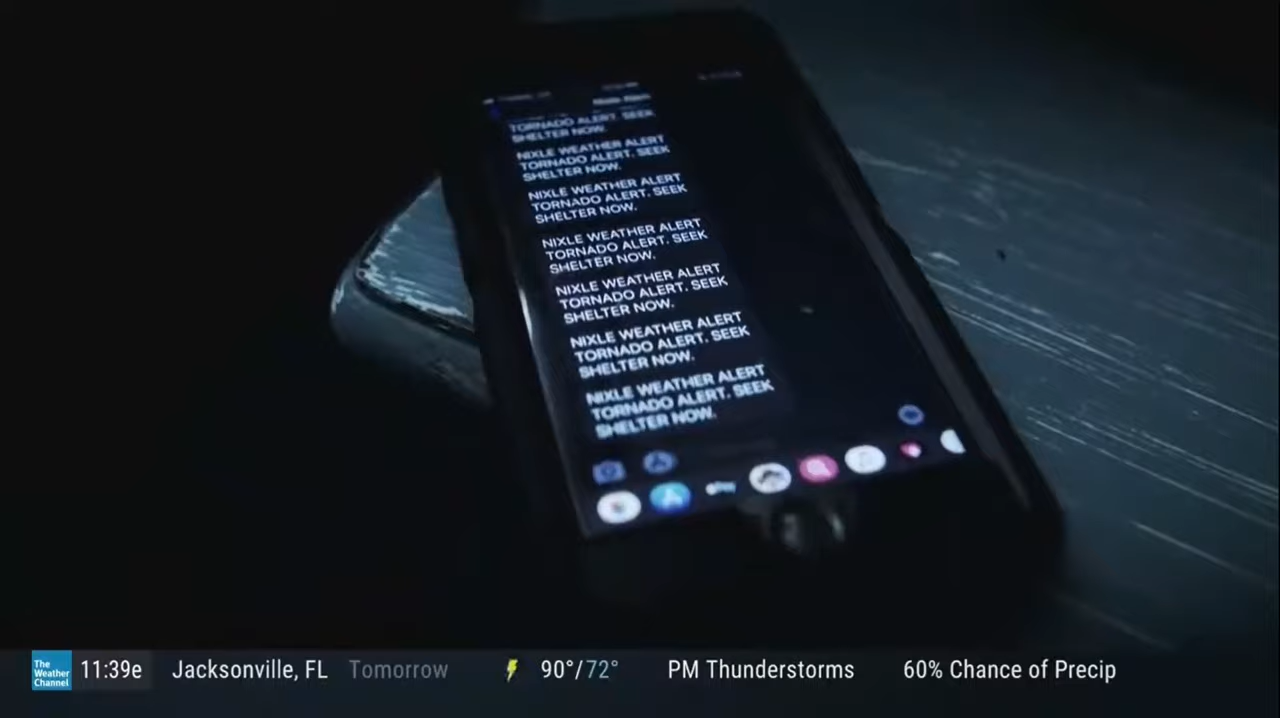 TORNADO ALERT. SEEK
SHELTER NOW.
NIXLE WEATHER ALERT
TORNADO ALERT. SEEK
SHELTER NOW.
NIXLE WEATHER ALERT
TORNADO ALERT. SEEK
SHELTER NOW.
NIXLE WEATHER ALERT
TORNADO ALERT. SEEK
SHELTER NOW.
NIXLE WEATHER ALERT
TORNADO ALERT. SEEK
SHELTER NOW.
NIXLE WEATHER ALERT
TORNADO ALERT. SEEK
SHELTER NOW.
NIXLE WEATHER ALERT
TORNADO ALERT. SEEK
SHELTER NOW.
The
Weather
Channel
11:39e Jacksonville, FL Tomorrow 90°/72° PM Thunderstorms 60% Chance of Precip